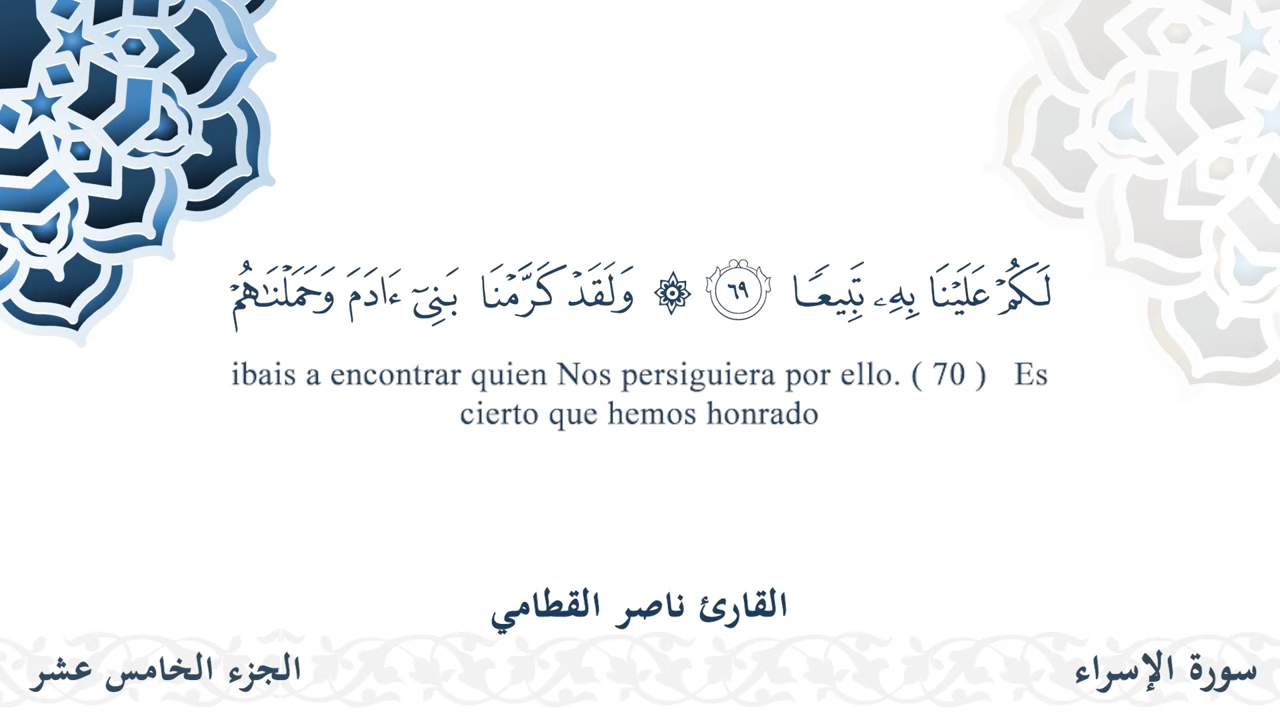 لَكُمْ عَلَيْنَا بِهِۦ تَبِيعًا ٦٩ ۞ وَلَقَدْ كَرَّمْنَا بَنِىٓ ءَادَمَ وَحَمَلْنَٰهُمْ
ibais a encontrar quien Nos persiguiera por ello. ( 70 ) Es
cierto que hemos honrado
القارئ ناصر القطامي
سورة الإسراء
الجزء الخامس عشر